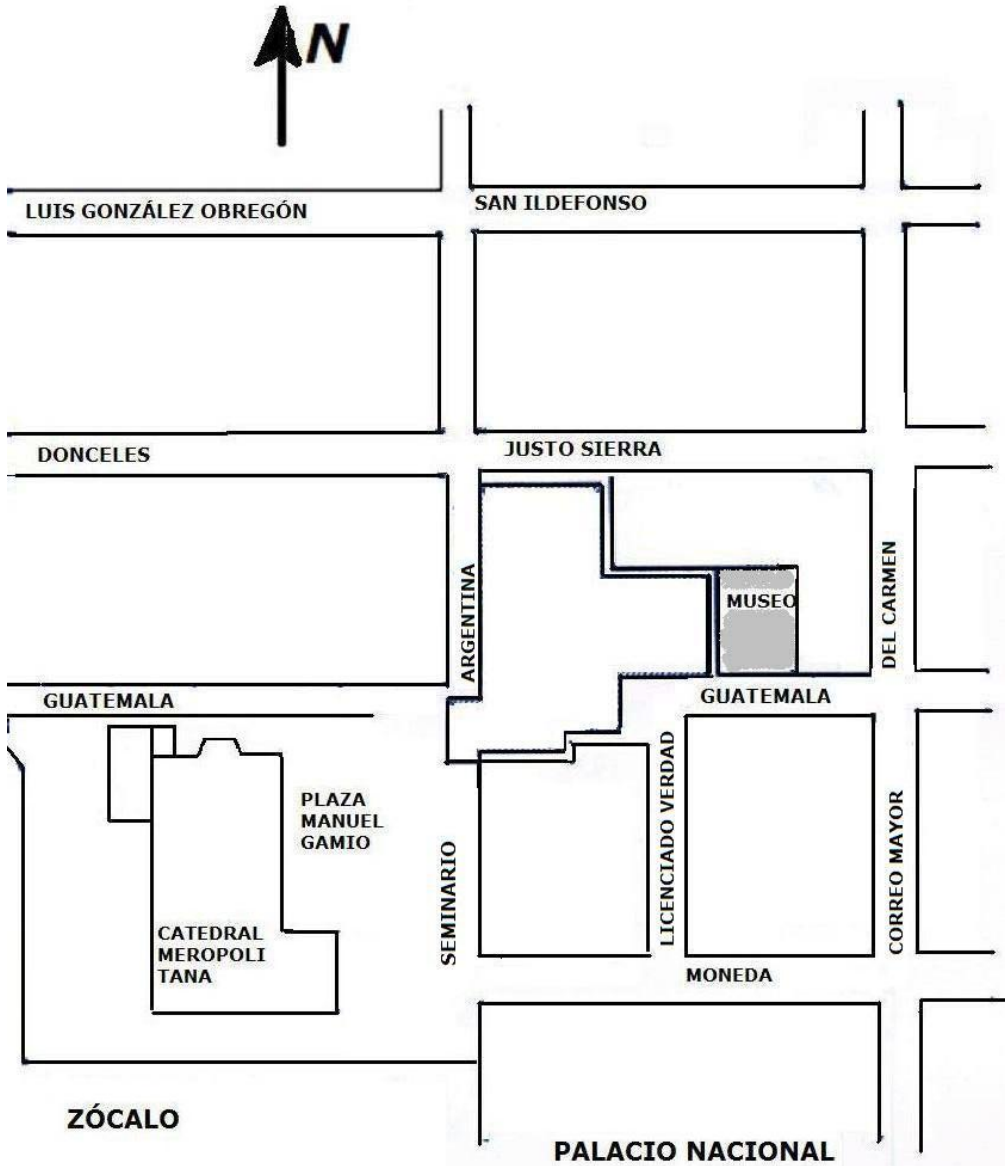 N
LUIS GONZÁLEZ OBREGÓN
SAN ILDEFONSO
DONCELES
JUSTO SIERRA
ARGENTINA
MUSEO
DEL CARMEN
GUATEMALA
GUATEMALA
PLAZA
MANUEL
GAMIO
SEMINARIO
LICENCIADO VERDAD
CORREO MAYOR
CATEDRAL
MEROPOLI
TANA
MONEDA
ZÓCALO
PALACIO NACIONAL